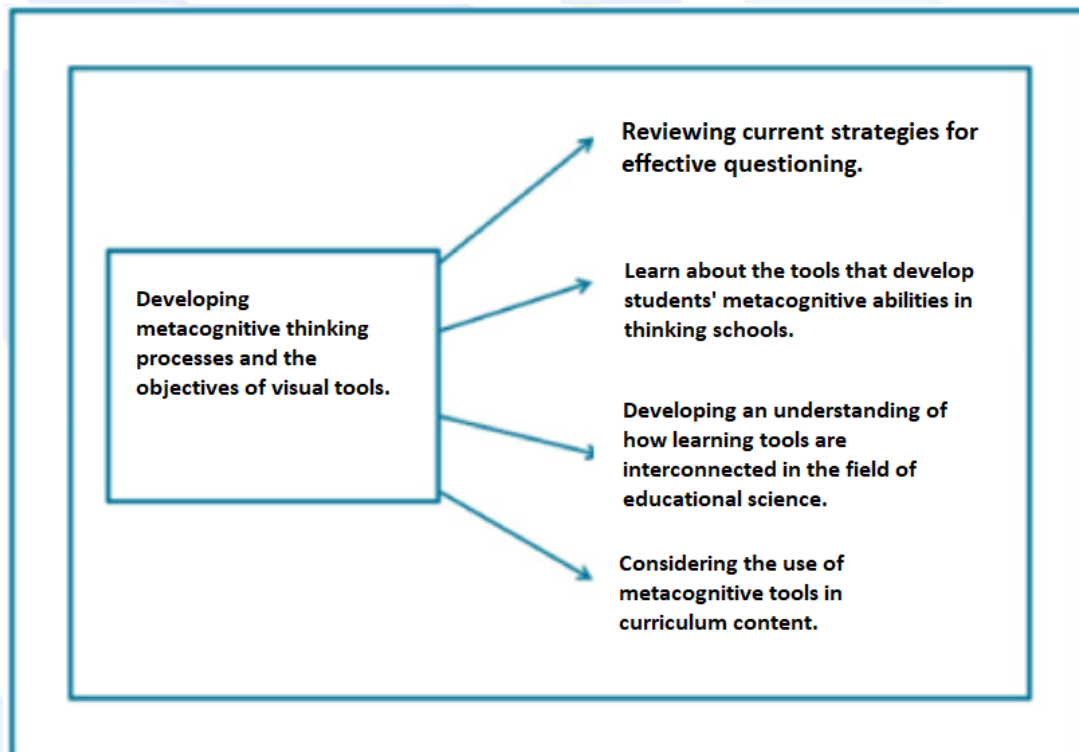 Reviewing current strategies for
effective questioning.
Developing
metacognitive thinking
processes and the
objectives of visual tools.
Learn about the tools that develop
students' metacognitive abilities in
thinking schools.
Developing an understanding of
how learning tools are
interconnected in the field of
educational science.
Considering the use of
metacognitive tools in
curriculum content.